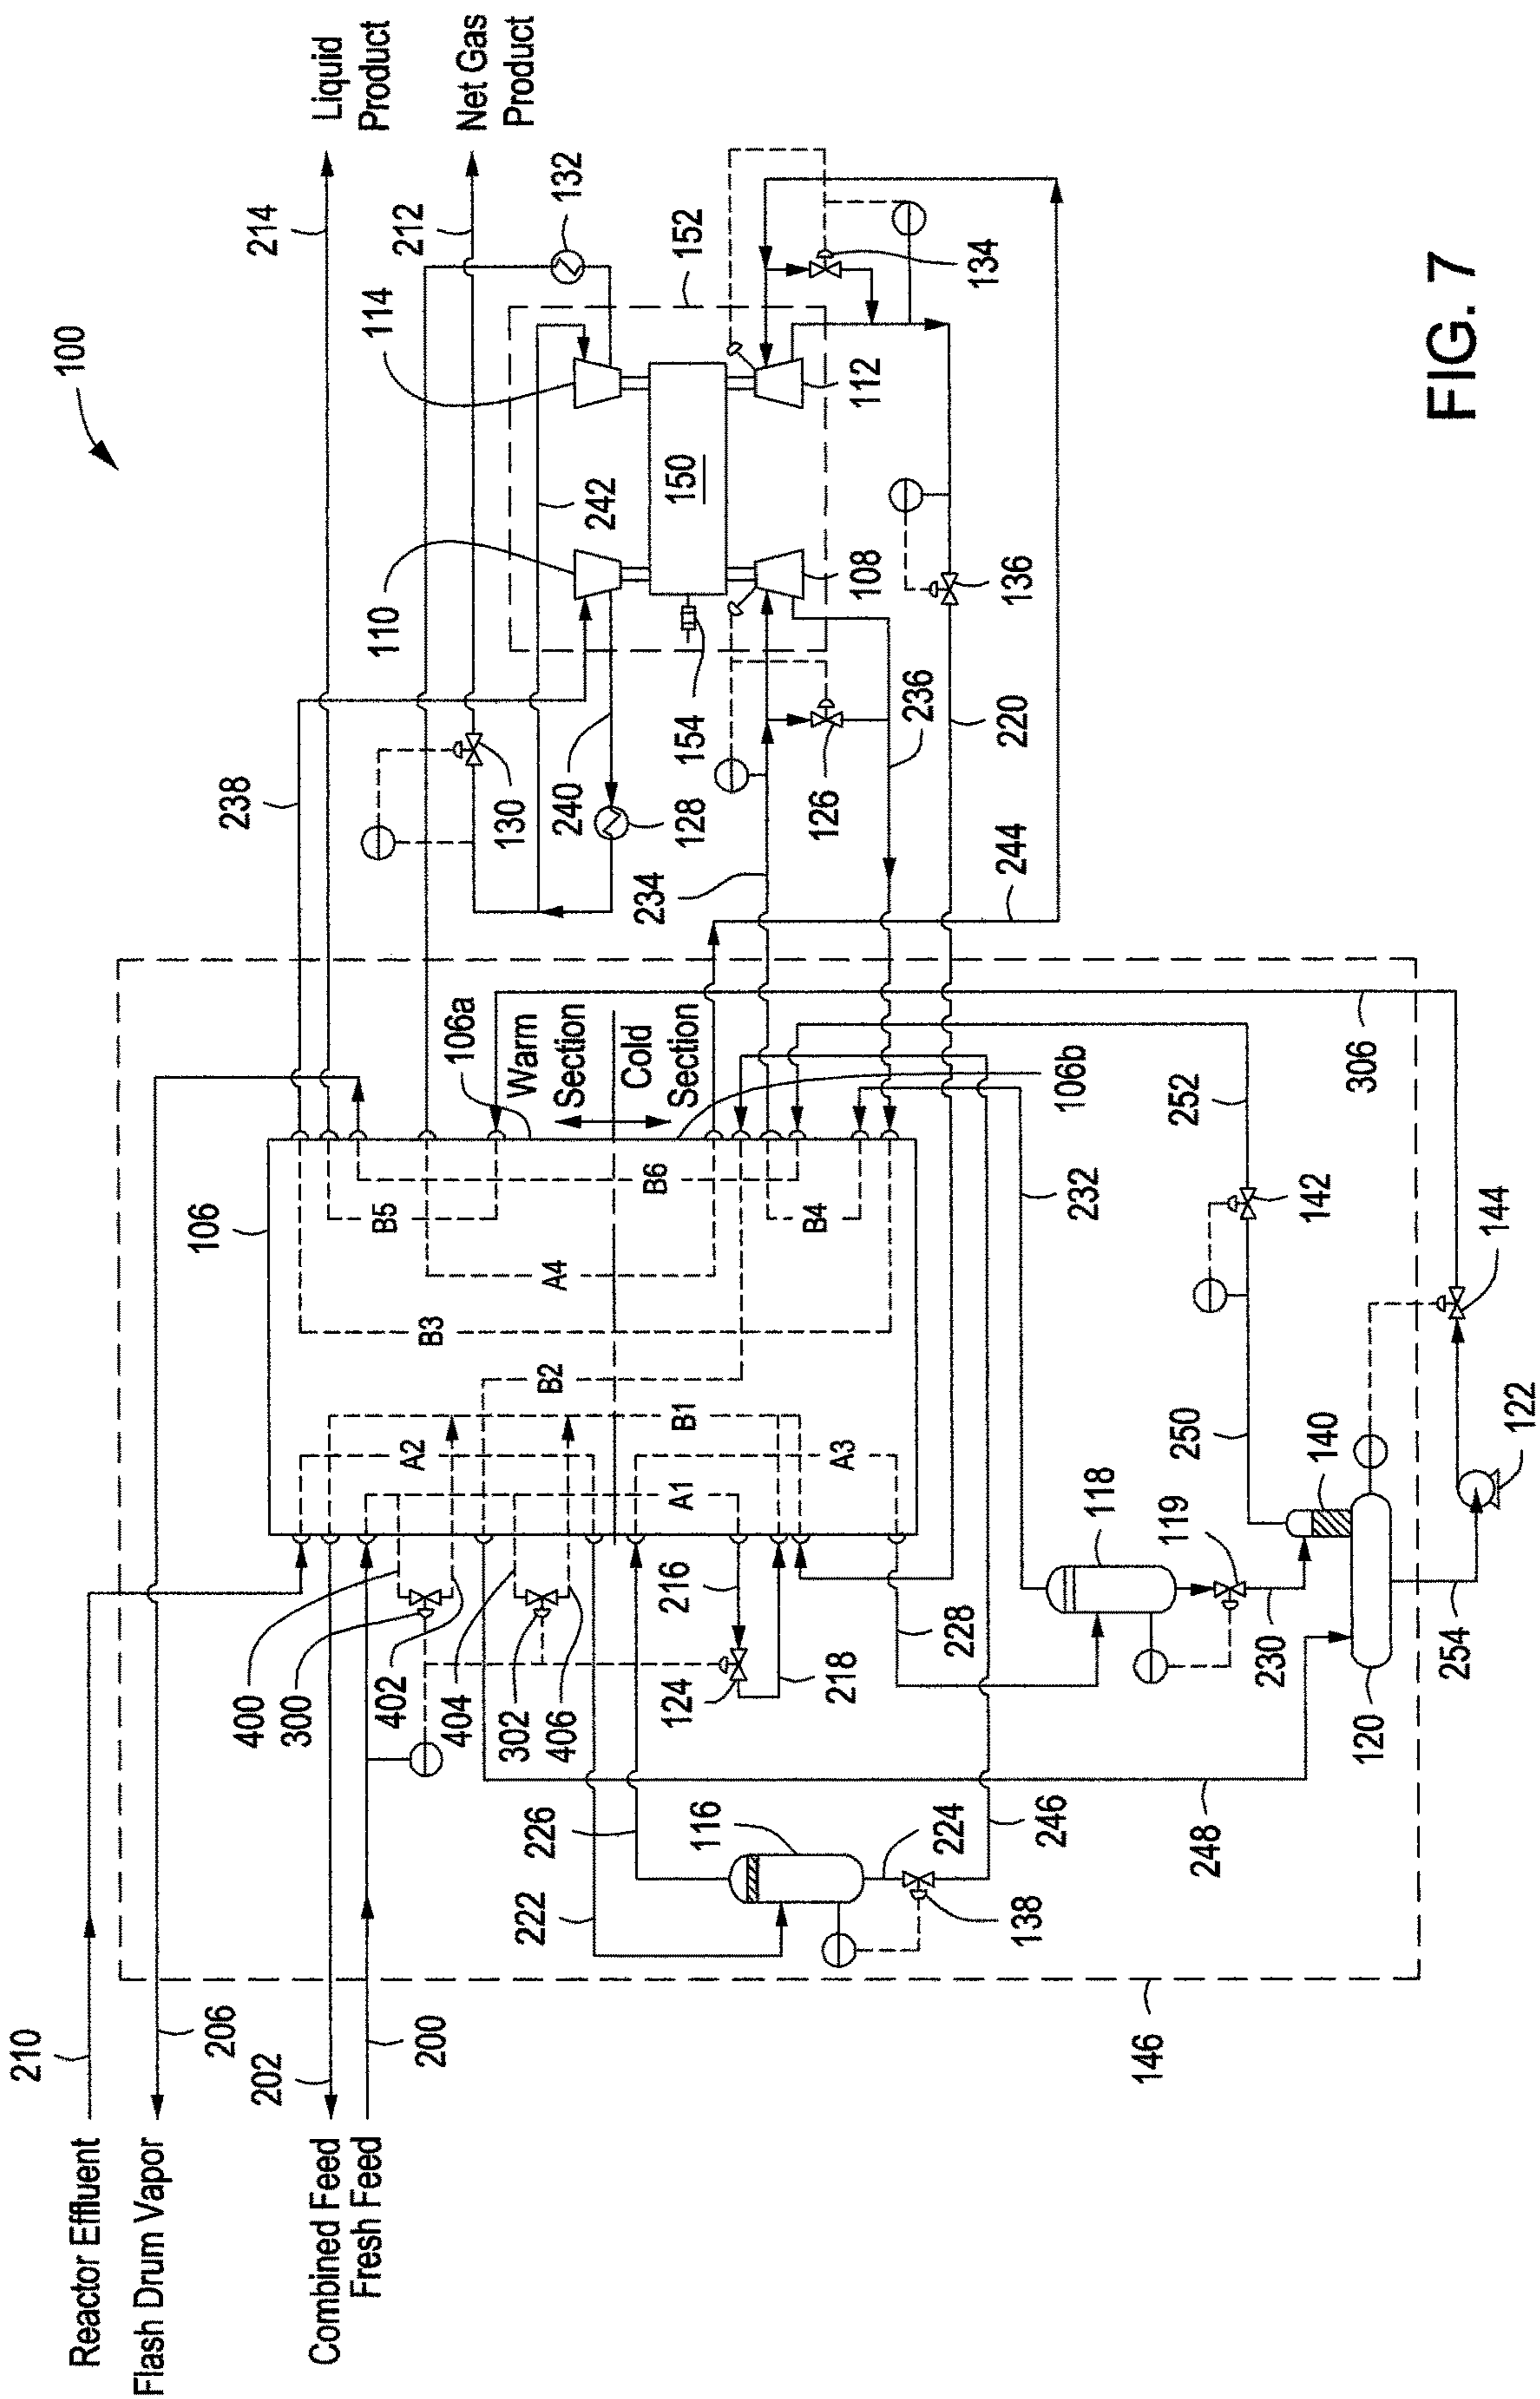 100
Liquid
Product
214
Net Gas
Product
212
132
114
152
134
242
150
110
112
108
136
154
238
130
240
128
126
236
220
234
244
106a
Warm
Section
Cold
Section
106b
106
B5
B6
A4
B4
B3
B2
B1
A2
A1
A3
306
252
232
142
144
250
140
122
118
119
230
254
120
216
228
218
124
400
300
402
404
302
406
226
116
224
246
248
222
138
146
210
206
202
200
Reactor Effluent
Flash Drum Vapor
Combined Feed
Fresh Feed
FIG. 7